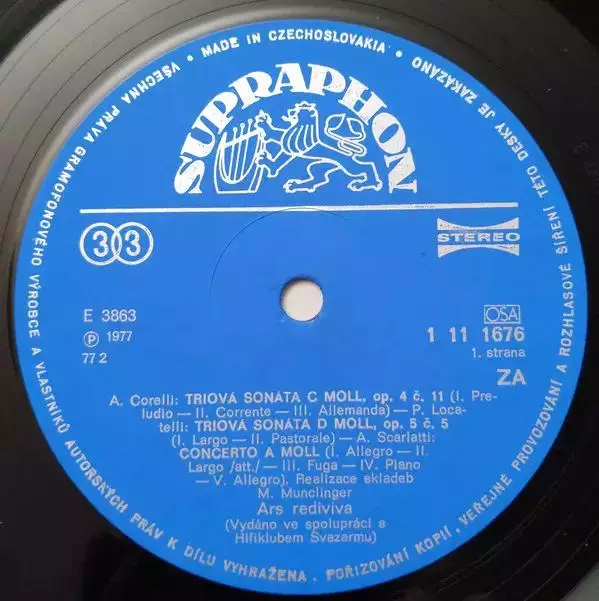 VŠECHNA PRÁVA GRAMOFONOVÉHO VÝROBCE A VLASTNÍKŮ AUTORSKÝCH PRÁV K DÍLU VYHRAŽENA . POŘIZOVÁNÍ KOPIÍ, VEŘEJNÉ PROVOZOVÁNÍ A ROZHLASOVÉ ŠÍŘENÍ TÉTO DESKY JE ZAKÁZÁNO • MADE IN CZECHOSLOVAKIA •
SUPRAPHON
33
STEREO
E 3863
OSA
Ⓟ 1977
1 11 1676
77 2
1. strana
ZA
A. Corelli: TRIOVÁ SONÁTA C MOLL, op. 4 č. 11 (I. Pre-
ludio — II. Corrente — III. Allemanda) — P. Loca-
telli: TRIOVÁ SONÁTA D MOLL, op. 5 č. 5
(I. Largo — II. Pastorale) — A. Scarlatti:
CONCERTO A MOLL (I. Allegro — II.
Largo /att./ — III. Fuga — IV. Piano
— V. Allegro). Realizace skladeb
M. Munclinger
Ars rediviva
(Vydáno ve spolupráci s
Hifiklubem Svazarmu)